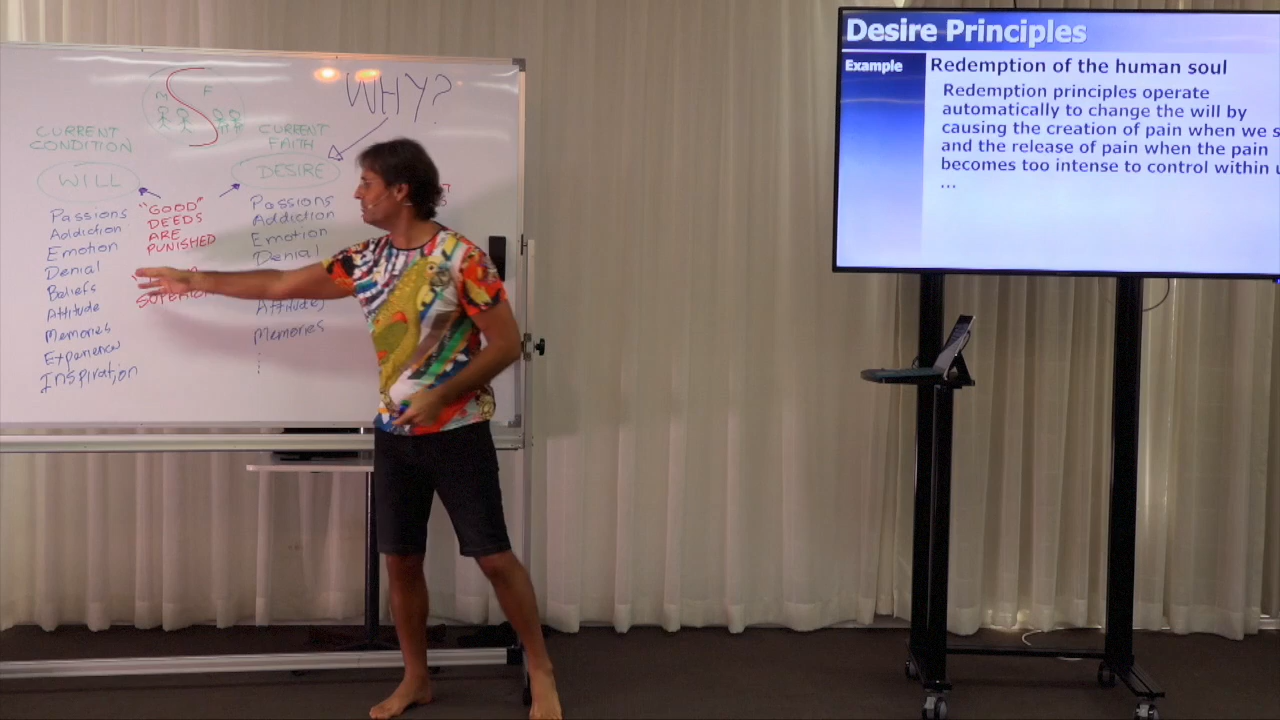 M
F
WHY?
CURRENT
CONDITION
WILL
Passions
Addiction
Emotion
Denial
Beliefs
Attitude
Memories
Experience
Inspiration
"GOOD"
DEEDS
ARE
PUNISHED
SUPERIOR
CURRENT
FAITH
DESIRE
Passions
Addiction
Emotion
Denial
Attitudes
Memories
Desire Principles
Example
Redemption of the human soul
Redemption principles operate
automatically to change the will by
causing the creation of pain when we
and the release of pain when the pain
becomes too intense to control within
...